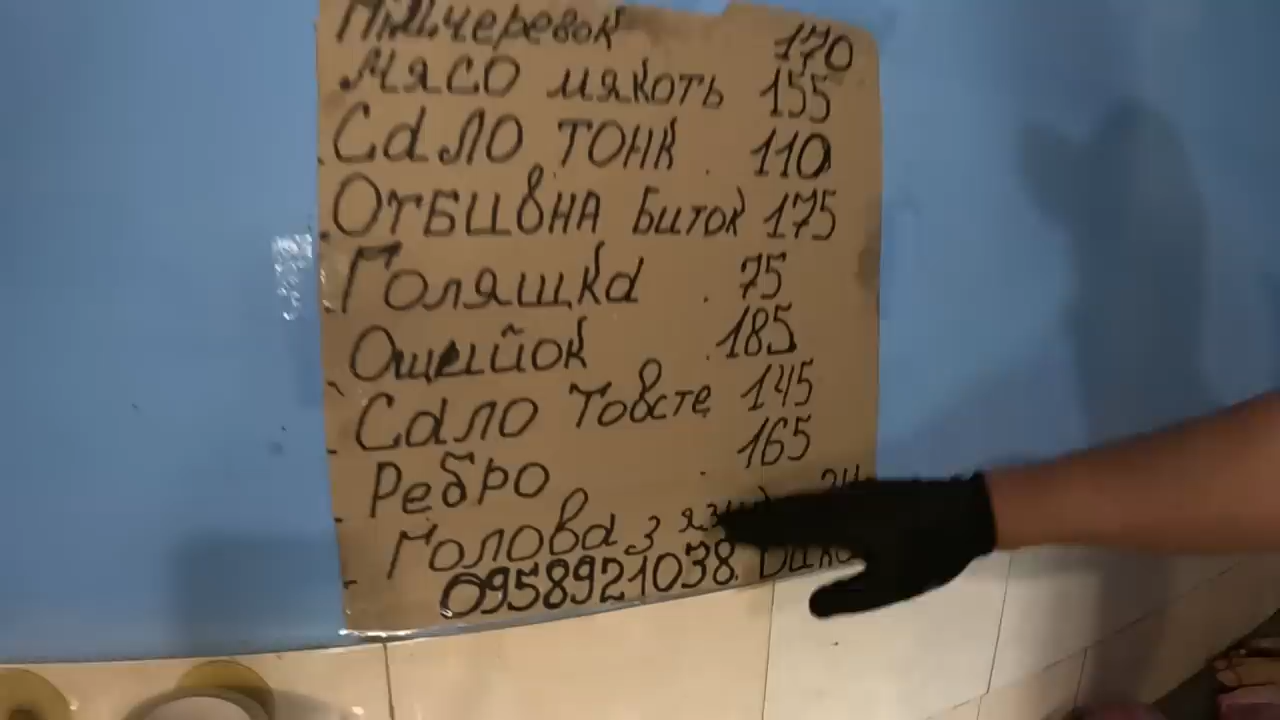 Підчеревок 170
Мясо мякоть 155
Сало тонк. 110
Отбивна Биток 175
Голяшка . 75
Ошийок .185
Сало товсте 145
Ребро . 165
Голова з
0958921038.